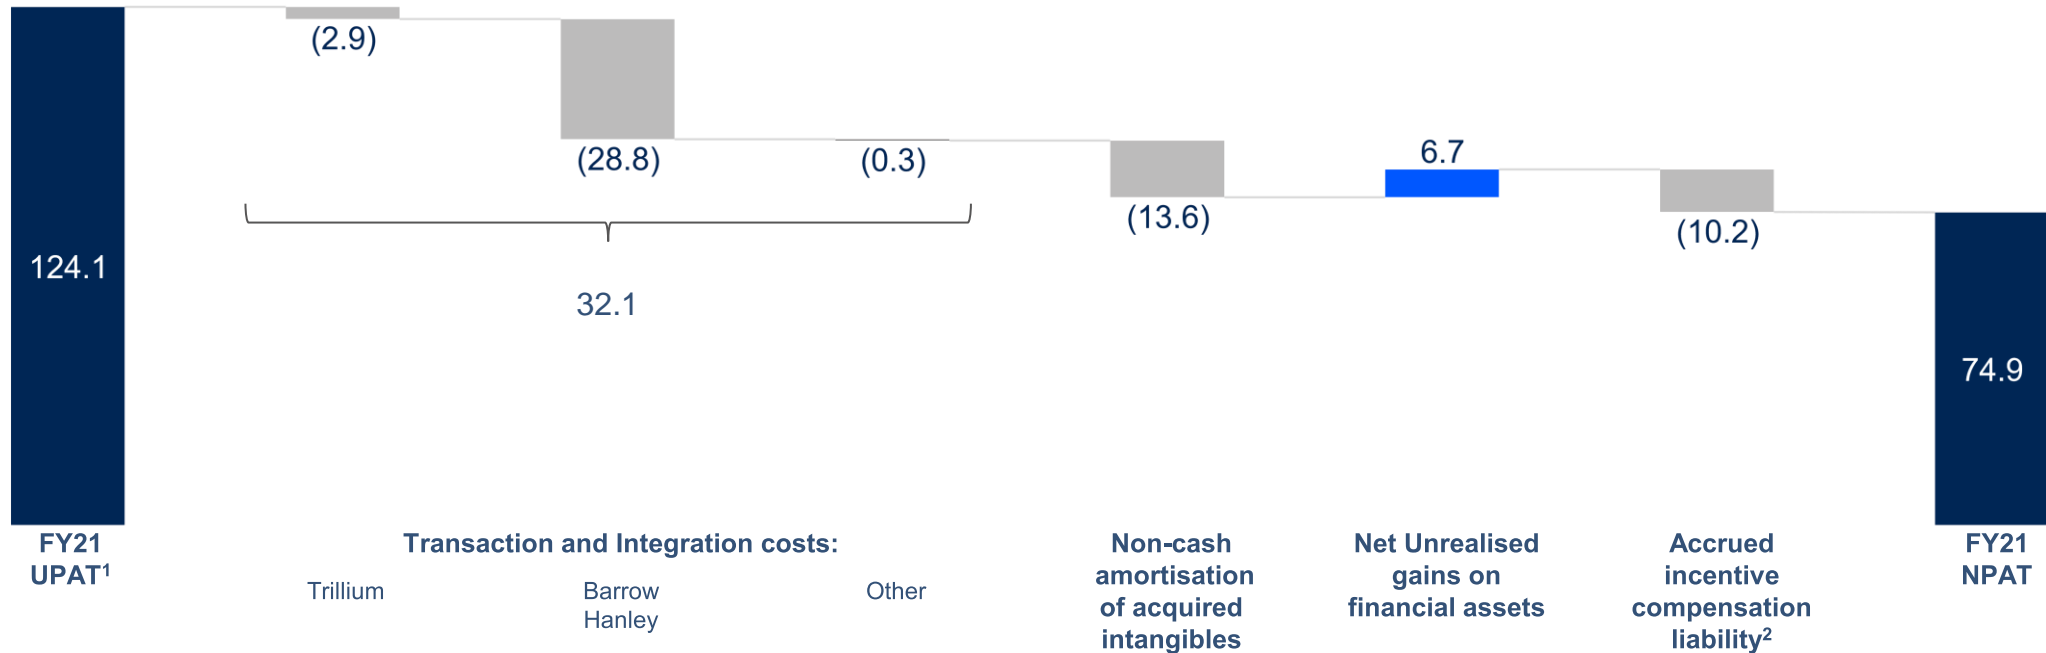 (2.9)
(28.8)
(0.3)
(13.6)
6.7
(10.2)
124.1
32.1
74.9
FY21
UPAT¹
Transaction and Integration costs:
Trillium
Barrow
Hanley
Other
Non-cash
amortisation
of acquired
intangibles
Net Unrealised
gains on
financial assets
Accrued
incentive
compensation
liability²
FY21
NPAT